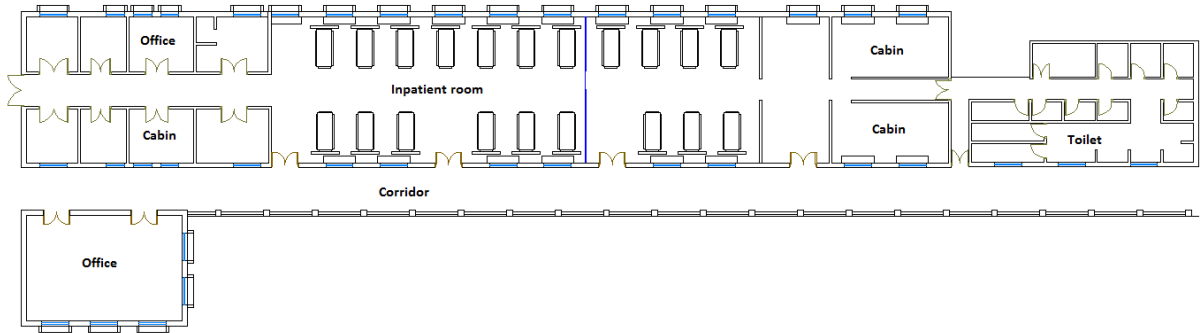 Office
Cabin
Inpatient room
Cabin
Cabin
Toilet
Corridor
Office